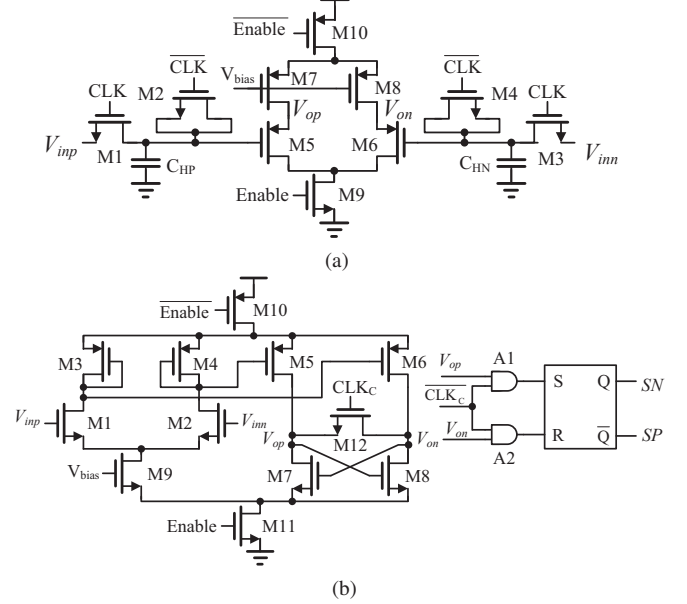 Enable
M10
CLK
M2
V_bias
M7
M8
CLK
M4
CLK
CLK
V_op
V_on
V_inp
M1
M5
M6
M3
V_inn
C_HP
C_HN
Enable
M9
(a)
Enable
M10
M3
M4
M5
M6
V_op
A1
CLK_C
S
Q
SN
V_inp
M1
M2
V_inn
CLK_C
V_op
M12
V_on
V_on
R
Q
SP
A2
V_bias
M9
M7
M8
Enable
M11
(b)